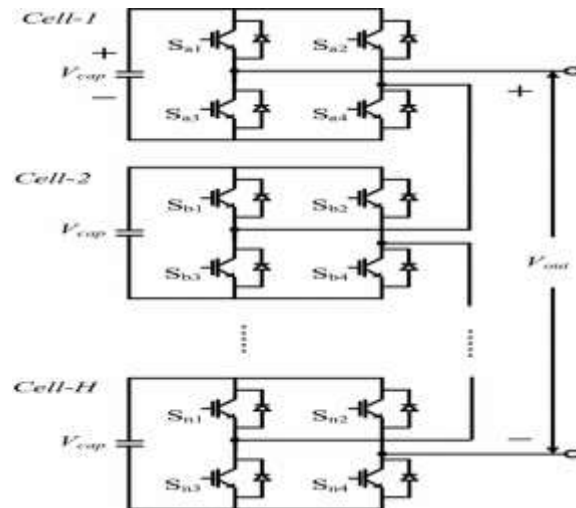 Cell-1
Sa1 Sa2
+
Vcap
−
+
Sa3 Sa4
Cell-2
Sb1 Sb2
Vcap
Sb3 Sb4
Vout
Cell-H
Sn1 Sn2
Vcap
−
Sn3 Sn4